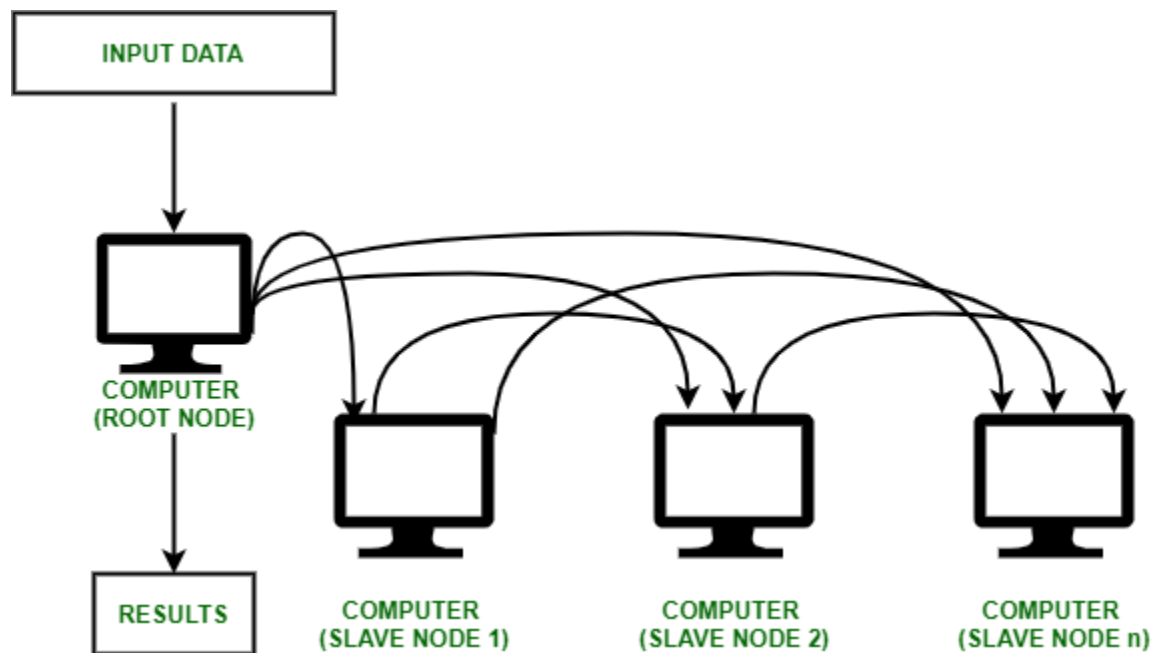 INPUT DATA
COMPUTER
(ROOT NODE)
RESULTS
COMPUTER
(SLAVE NODE 1)
COMPUTER
(SLAVE NODE 2)
COMPUTER
(SLAVE NODE n)